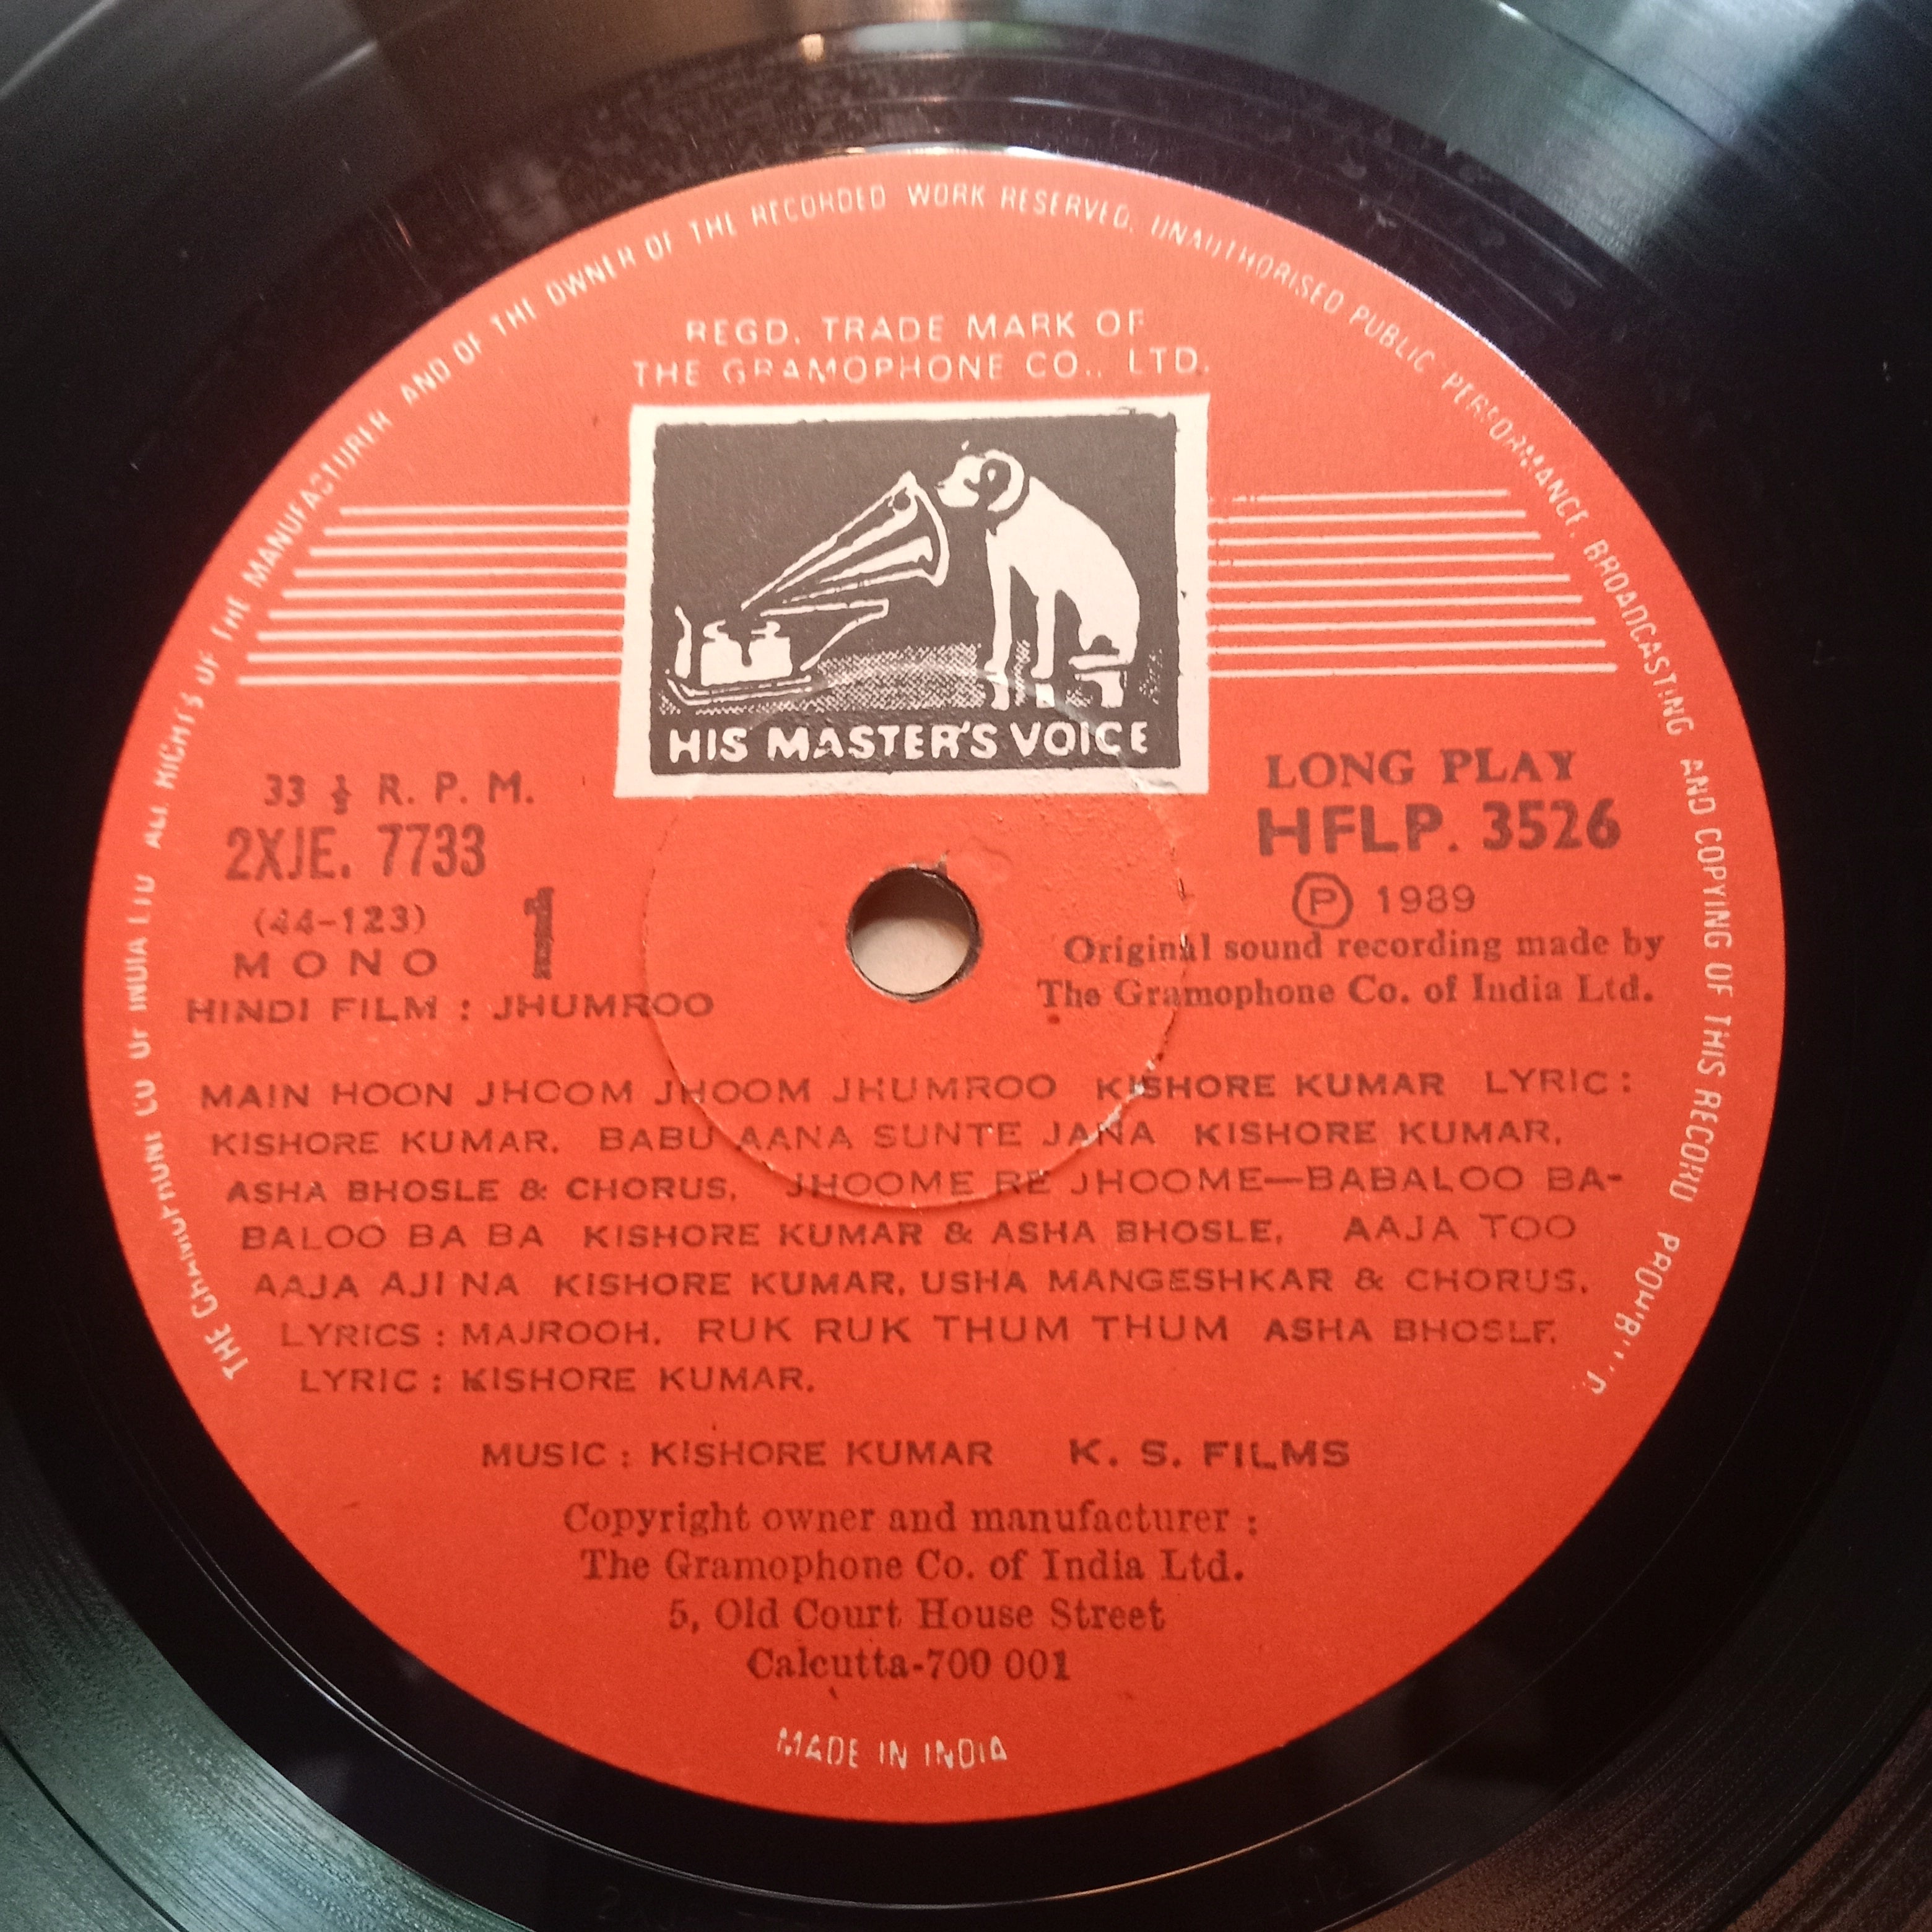 THE GRAMOPHONE CO OF INDIA LTD ALL RIGHTS OF THE MANUFACTURER AND OF THE OWNER OF THE RECORDED WORK RESERVED. UNAUTHORISED PUBLIC PERFORMANCE, BROADCASTING AND COPYING OF THIS RECORD
REGD. TRADE MARK OF
THE GRAMOPHONE CO., LTD.
HIS MASTER'S VOICE
33 ⅓ R. P. M.
2XJE. 7733
(44-123)
MONO
1
HINDI FILM : JHUMROO
LONG PLAY
HFLP. 3526
Ⓟ 1989
Original sound recording made by
The Gramophone Co. of India Ltd.
MAIN HOON JHOOM JHOOM JHUMROO KISHORE KUMAR LYRIC :
KISHORE KUMAR. BABU AANA SUNTE JANA KISHORE KUMAR,
ASHA BHOSLE & CHORUS. JHOOME RE JHOOME—BABALOO BA-
BALOO BA BA KISHORE KUMAR & ASHA BHOSLE. AAJA TOO
AAJA AJI NA KISHORE KUMAR, USHA MANGESHKAR & CHORUS.
LYRICS : MAJROOH. RUK RUK THUM THUM ASHA BHOSLE.
LYRIC : KISHORE KUMAR.
MUSIC : KISHORE KUMAR K. S. FILMS
Copyright owner and manufacturer :
The Gramophone Co. of India Ltd.
5, Old Court House Street
Calcutta-700 001
MADE IN INDIA